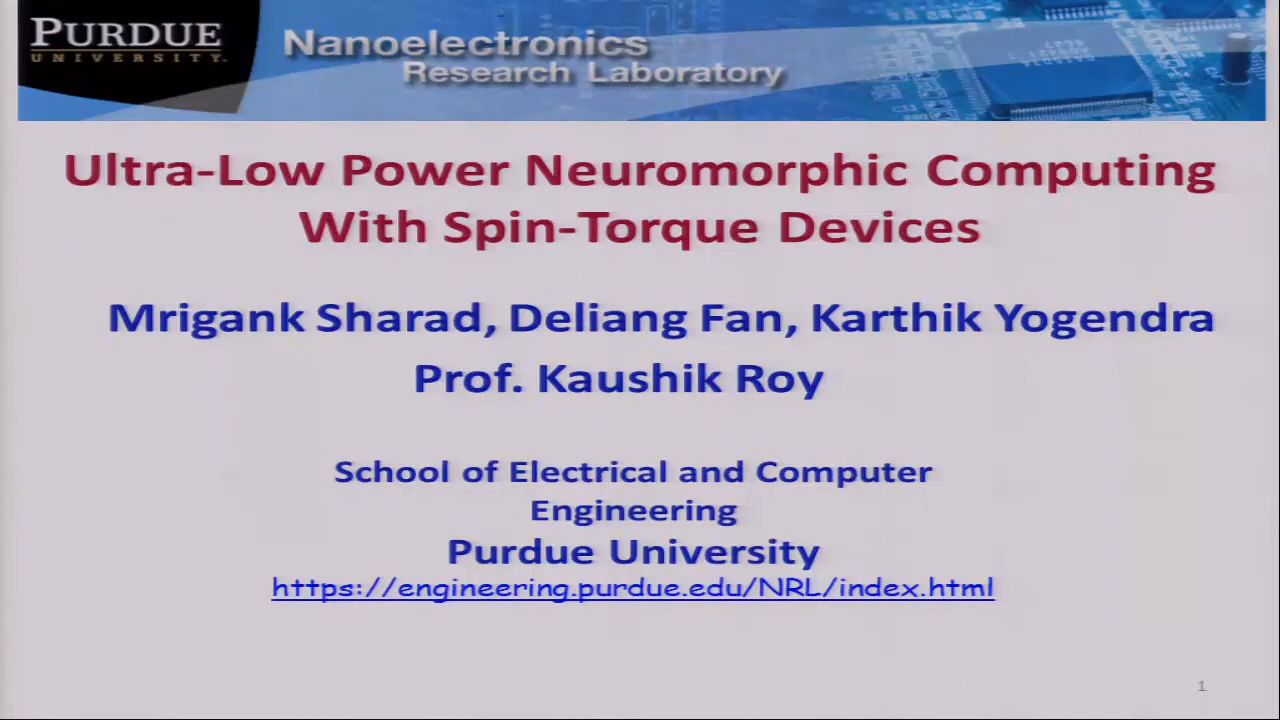 PURDUE
UNIVERSITY.
Nanoelectronics
Research Laboratory
Ultra-Low Power Neuromorphic Computing
With Spin-Torque Devices
Mrigank Sharad, Deliang Fan, Karthik Yogendra
Prof. Kaushik Roy
School of Electrical and Computer
Engineering
Purdue University
https://engineering.purdue.edu/NRL/index.html
1